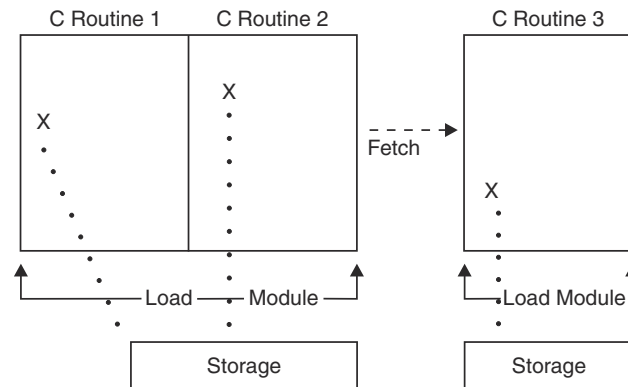 C Routine 1
C Routine 2
C Routine 3
X
X
Fetch
X
Load
Module
Load Module
Storage
Storage